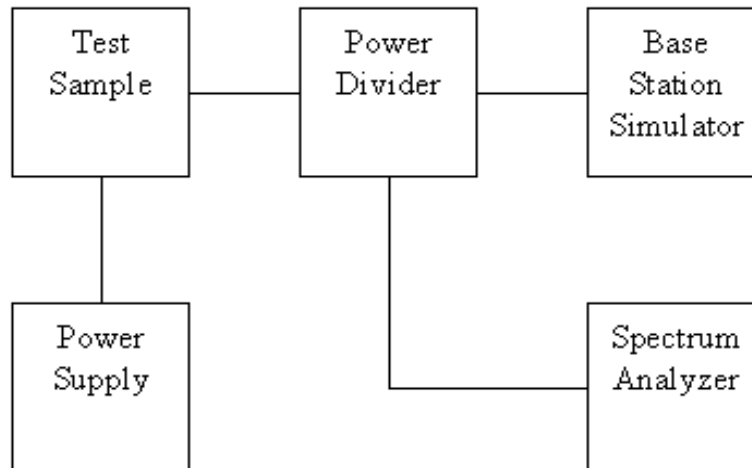 Test
Sample
Power
Divider
Base
Station
Simulator
Power
Supply
Spectrum
Analyzer